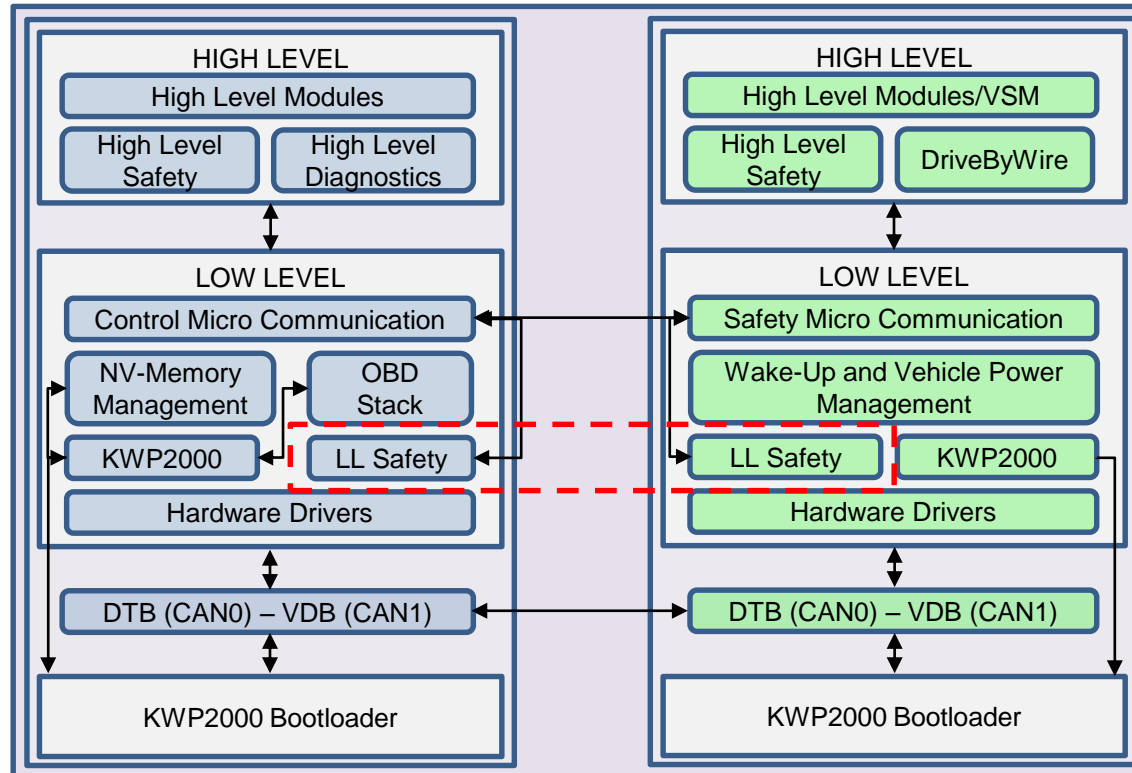 HIGH LEVEL
High Level Modules
High Level
Safety
High Level
Diagnostics
LOW LEVEL
Control Micro Communication
NV-Memory
Management
OBD
Stack
KWP2000
LL Safety
Hardware Drivers
DTB (CAN0) – VDB (CAN1)
KWP2000 Bootloader
HIGH LEVEL
High Level Modules/VSM
High Level
Safety
DriveByWire
LOW LEVEL
Safety Micro Communication
Wake-Up and Vehicle Power
Management
LL Safety
KWP2000
Hardware Drivers
DTB (CAN0) – VDB (CAN1)
KWP2000 Bootloader